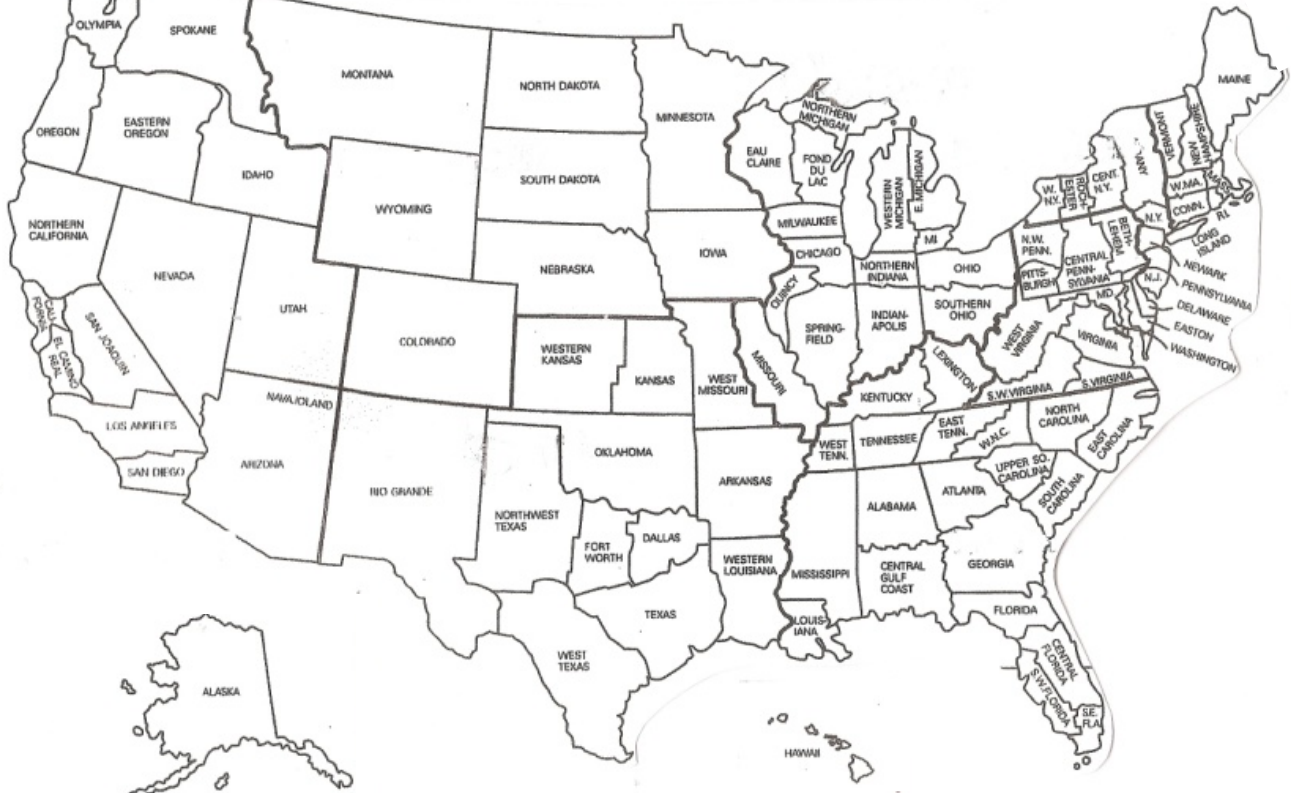 OLYMPIA
SPOKANE
MONTANA
NORTH DAKOTA
MINNESOTA
NORTHERN
MICHIGAN
MAINE
OREGON
EASTERN
OREGON
IDAHO
WYOMING
SOUTH DAKOTA
EAU
CLAIRE
FOND
DU
LAC
WESTERN
MICHIGAN
E. MICHIGAN
MI
VERMONT
NEW
HAMPSHIRE
MASS.
W.MA.
CONN.
R.I.
W.
N.Y.
ROCH-
ESTER
CENT.
N.Y.
N.Y.
LONG
ISLAND
NORTHERN
CALIFORNIA
NEVADA
UTAH
COLORADO
NEBRASKA
IOWA
MILWAUKEE
CHICAGO
QUINCY
NORTHERN
INDIANA
OHIO
N.W.
PENN.
PITTS-
BURGH
CENTRAL
PENN-
SYLVANIA
BETH-
LEHEM
N.J.
NEWARK
PENNSYLVANIA
DELAWARE
EASTON
WASHINGTON
MD.
CALI-
FORNIA
EL CAMINO
REAL
SAN JOAQUIN
LOS ANGELES
SAN DIEGO
NAVAJOLAND
ARIZONA
RIO GRANDE
WESTERN
KANSAS
KANSAS
WEST
MISSOURI
MISSOURI
SPRING-
FIELD
INDIAN-
APOLIS
SOUTHERN
OHIO
WEST
VIRGINIA
VIRGINIA
S.W. VIRGINIA
S. VIRGINIA
KENTUCKY
LEXINGTON
OKLAHOMA
ARKANSAS
WEST
TENN.
TENNESSEE
EAST
TENN.
W.N.C.
NORTH
CAROLINA
EAST
CAROLINA
UPPER SO.
CAROLINA
SOUTH
CAROLINA
NORTHWEST
TEXAS
FORT
WORTH
DALLAS
TEXAS
WEST
TEXAS
WESTERN
LOUISIANA
MISSISSIPPI
LOUIS-
IANA
ALABAMA
ATLANTA
CENTRAL
GULF
COAST
GEORGIA
FLORIDA
CENTRAL
FLORIDA
S.W. FLORIDA
S.E.
FLA
ALASKA
HAWAII